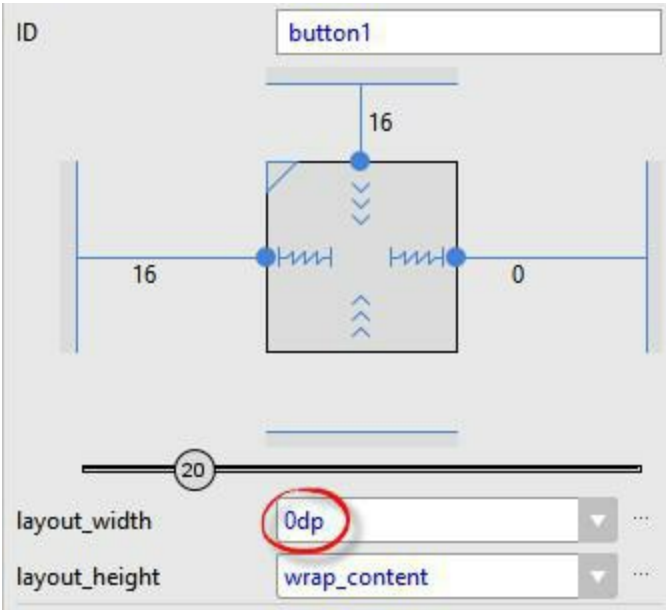 ID button1
16
16
0
20
layout_width 0dp ...
layout_height wrap_content ...